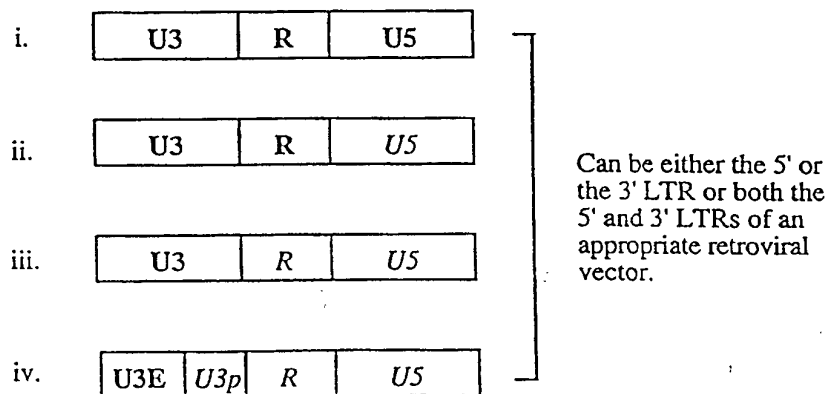 i. U3 R U5
ii. U3 R U5
Can be either the 5' or
the 3' LTR or both the
5' and 3' LTRs of an
appropriate retroviral
vector.
iii. U3 R U5
iv. U3E U3p R U5